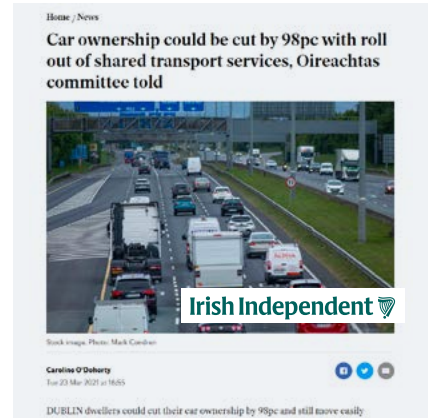 Home / News
Car ownership could be cut by 98pc with roll
out of shared transport services, Oireachtas
committee told
Irish Independent
Stock image. Photo: Mark Condren
Caroline O'Doherty
Tue 23 Mar 2021 at 16:55
DUBLIN dwellers could cut their car ownership by 98pc and still move easily